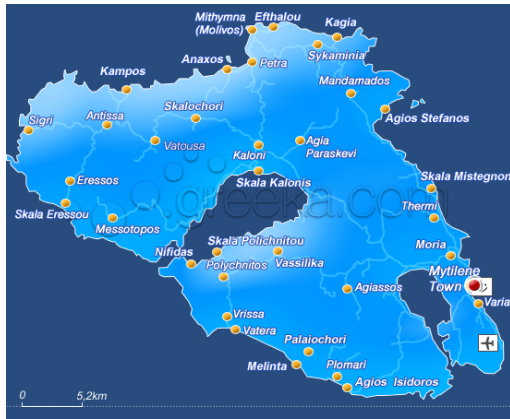 Mithymna
(Molivos)
Efthalou
Kagia
Anaxos
Petra
Sykaminia
Kampos
Mandamados
Skalochori
Antissa
Sigri
Agios Stefanos
Vatousa
Kaloni
Agia
Paraskevi
Skala Kalonis
Skala Mistegnon
Eressos
Thermi
Skala Eressou
Messotopos
.greeka.com
Skala Polichnitou
Moria
Nifidas
Polychnitos
Vassilika
Mytilene
Town
Agiassos
Varia
Vrissa
Vatera
Palaiochori
Melinta
Plomari
Agios Isidoros
0
5,2km